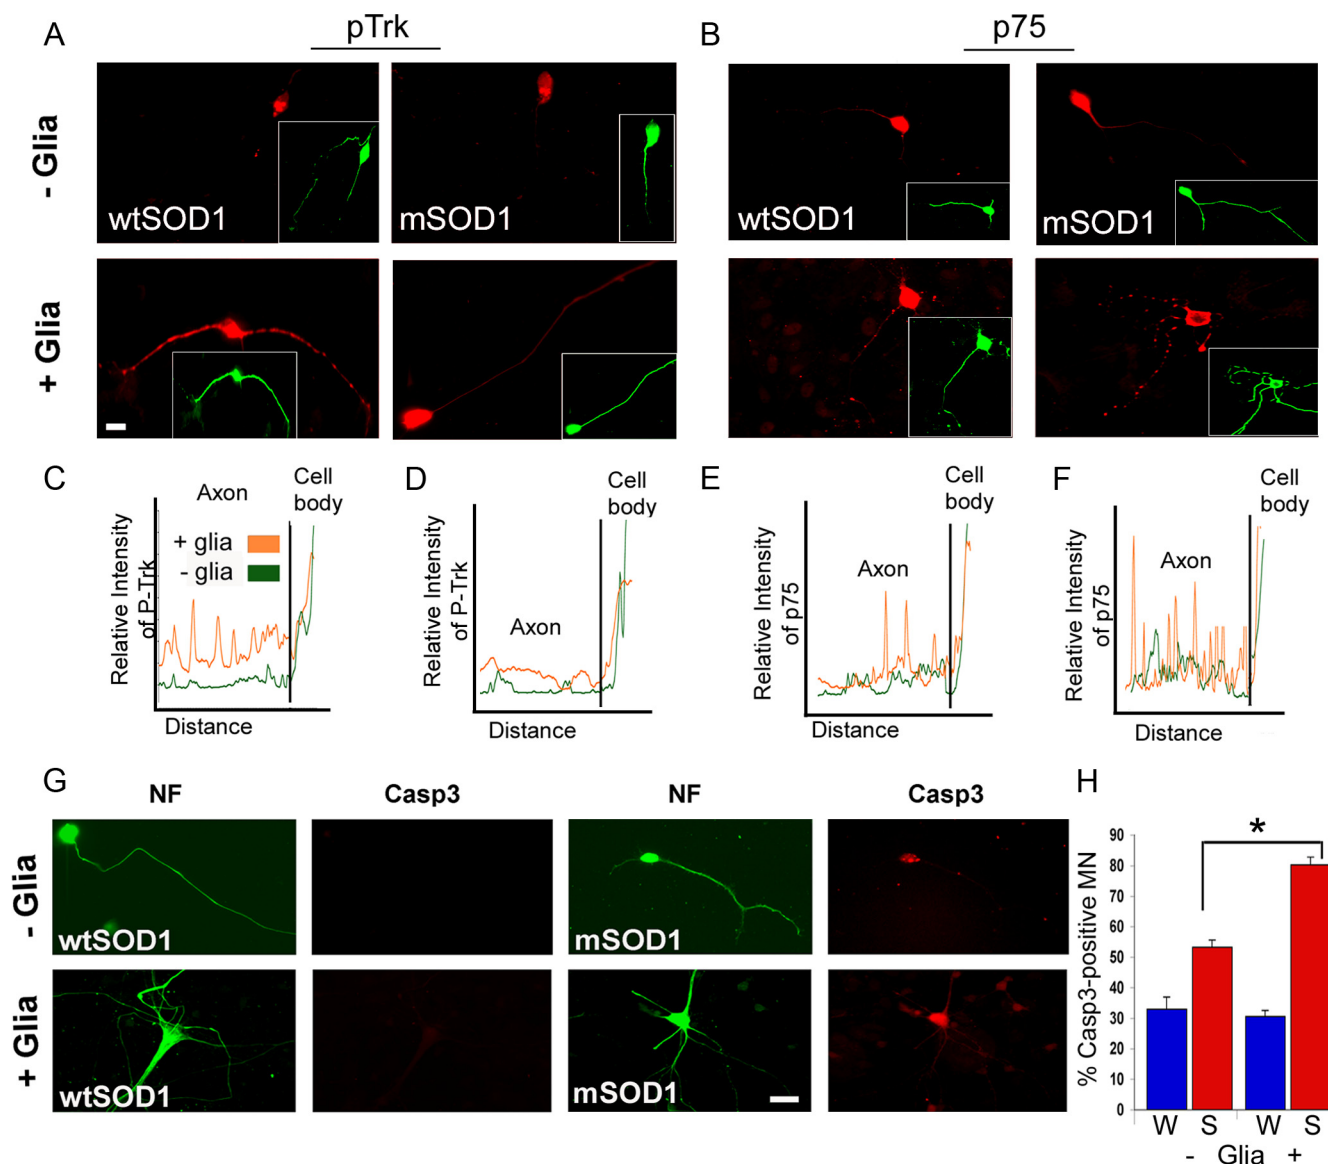 A
pTrk
B
p75
- Glia
wtSOD1
mSOD1
wtSOD1
mSOD1
+ Glia
C
Relative Intensity
of P-Trk
Axon
Cell
body
+ glia
- glia
Distance
D
Relative Intensity
of P-Trk
Axon
Cell
body
Distance
E
Relative Intensity
of p75
Axon
Cell
body
Distance
F
Relative Intensity
of p75
Axon
Cell
body
Distance
G
NF
Casp3
NF
Casp3
- Glia
wtSOD1
mSOD1
+ Glia
wtSOD1
mSOD1
H
% Casp3-positive MN
90
80
70
60
50
40
30
20
10
0
*
W S W S
- Glia +